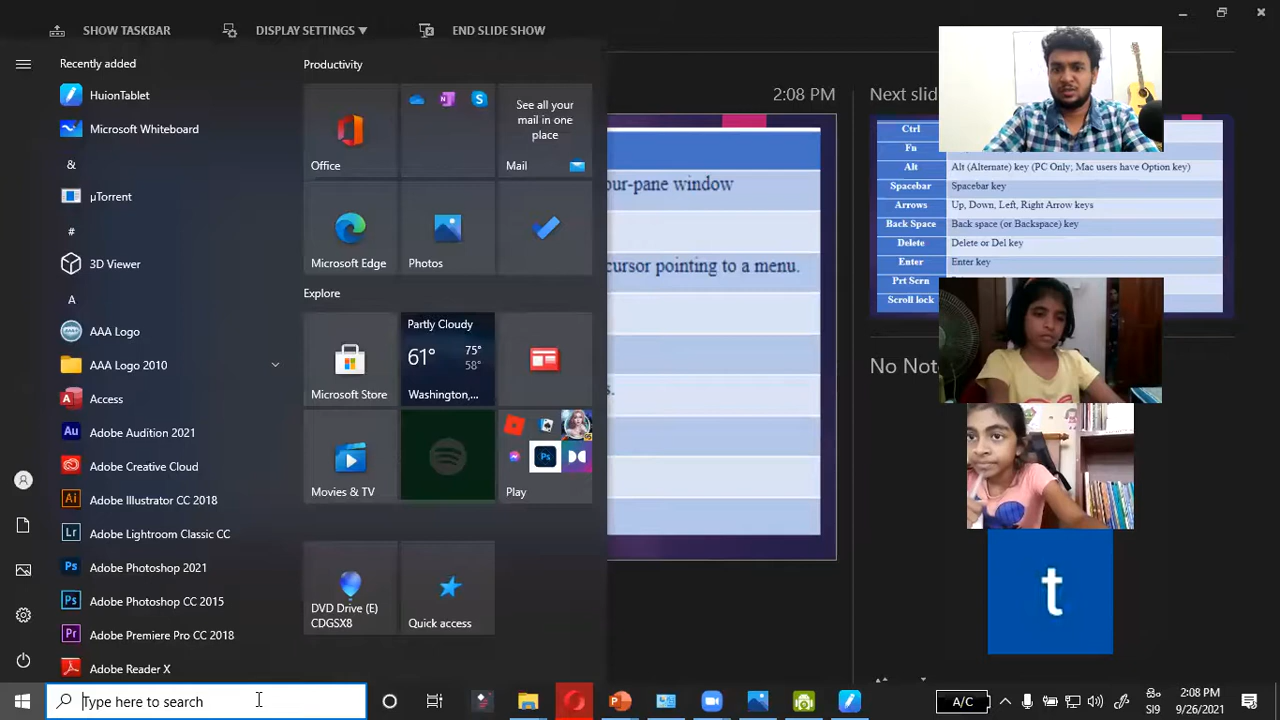 SHOW TASKBAR
DISPLAY SETTINGS ▼
END SLIDE SHOW
Recently added
HuionTablet
Microsoft Whiteboard
&
µTorrent
#
3D Viewer
A
AAA Logo
AAA Logo 2010
Access
Adobe Audition 2021
Adobe Creative Cloud
Adobe Illustrator CC 2018
Adobe Lightroom Classic CC
Adobe Photoshop 2021
Adobe Photoshop CC 2015
Adobe Premiere Pro CC 2018
Adobe Reader X
Productivity
Office
See all your
mail in one
place
Mail
Microsoft Edge
Photos
Explore
Microsoft Store
Partly Cloudy
61° 75°
58°
Washington,...
Movies & TV
Play
DVD Drive (E)
CDGSX8
Quick access
2:08 PM
our-pane window
cursor pointing to a menu.
s.
Next slid
Ctrl
Fn
Alt Alt (Alternate) key (PC Only; Mac users have Option key)
Spacebar Spacebar key
Arrows Up, Down, Left, Right Arrow keys
Back Space Back space (or Backspace) key
Delete Delete or Del key
Enter Enter key
Prt Scrn
Scroll lock
No Not
t
Type here to search
A/C
SI9
2:08 PM
9/26/2021